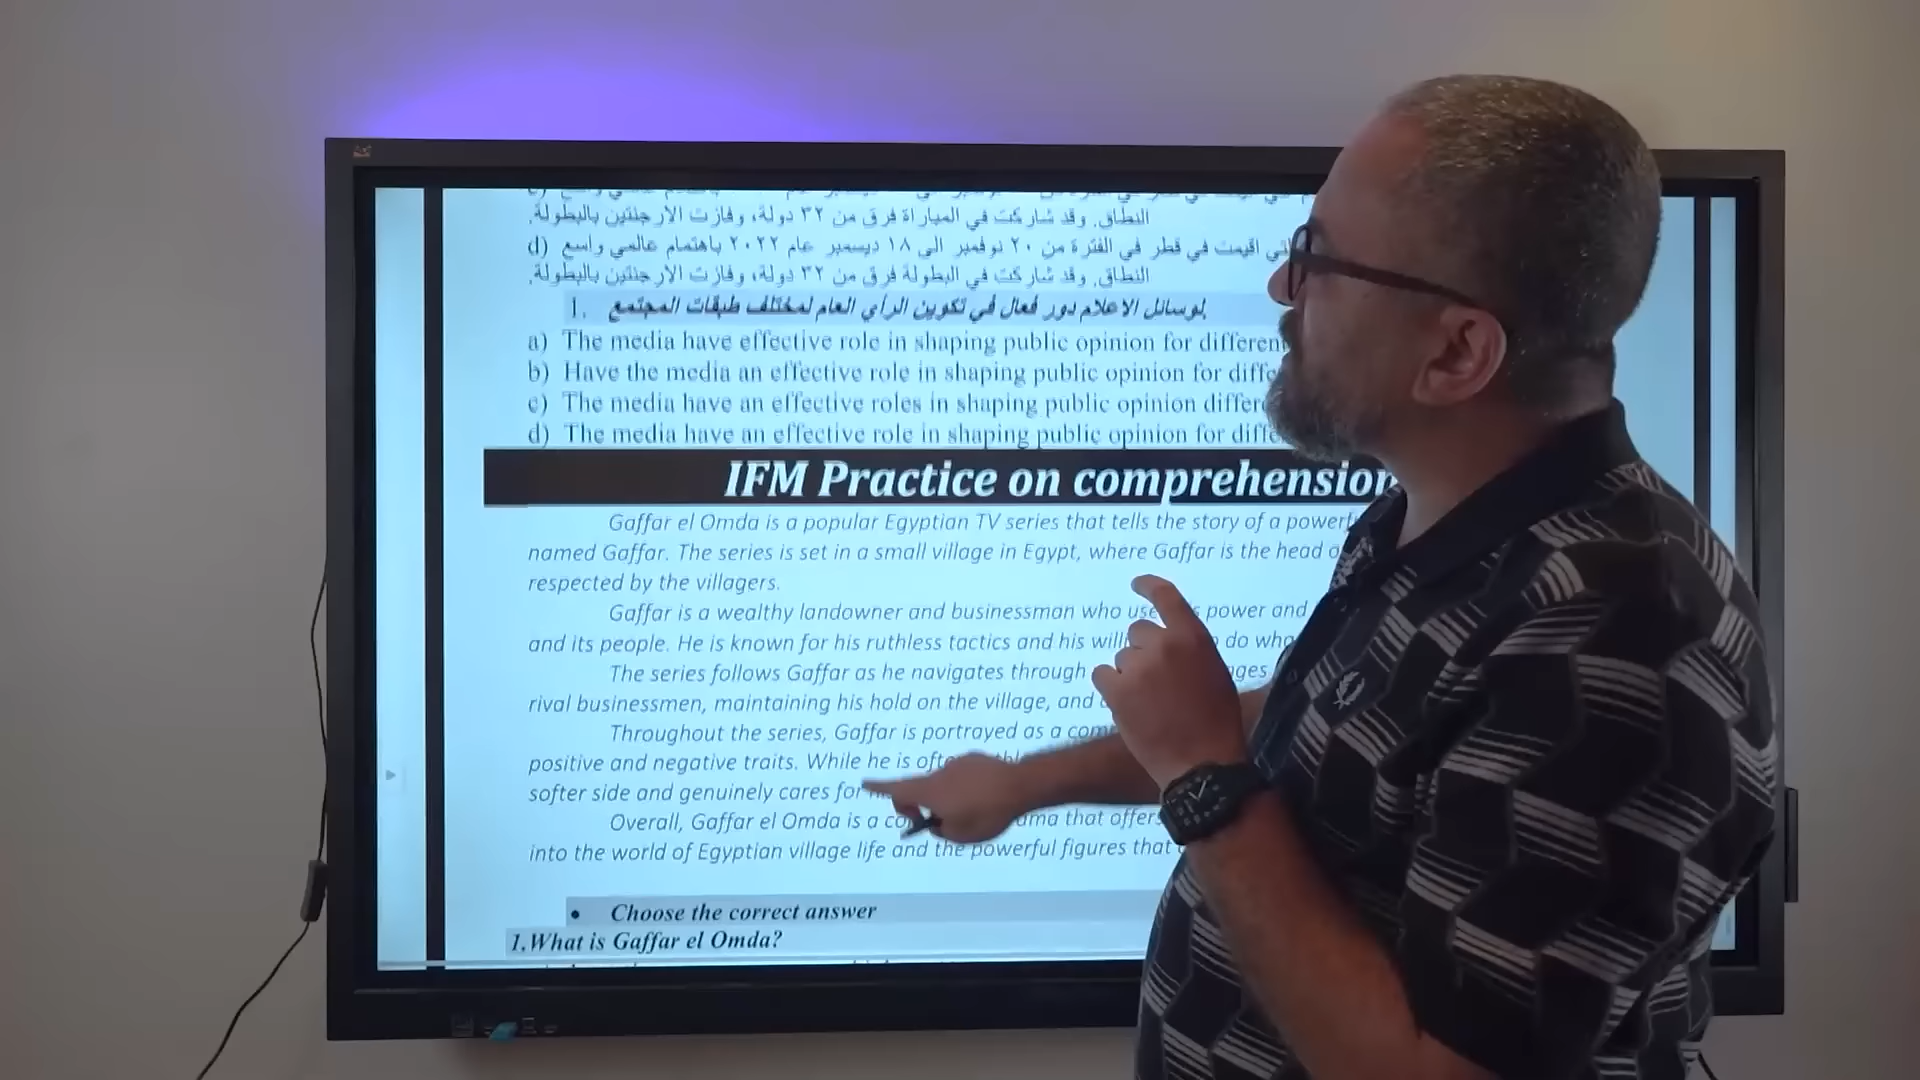 النطاق. وقد شاركت في المباراة فرق من ٣٢ دولة، وفازت الارجنتين بالبطولة.
d) اقيمت في قطر في الفترة من ٢٠ نوفمبر الى ١٨ ديسمبر عام ٢٠٢٢ باهتمام عالمي واسع
النطاق. وقد شاركت في البطولة فرق من ٣٢ دولة، وفازت الارجنتين بالبطولة.
1. لوسائل الاعلام دور فعال في تكوين الرأي العام لمختلف طبقات المجتمع.
a) The media have effective role in shaping public opinion for different
b) Have the media an effective role in shaping public opinion for
c) The media have an effective roles in shaping public opinion
d) The media have an effective role in shaping public opinion for
IFM Practice on comprehension
Gaffar el Omda is a popular Egyptian TV series that tells the story of a
named Gaffar. The series is set in a small village in Egypt, where Gaffar is the head
respected by the villagers.
Gaffar is a wealthy landowner and businessman who power and
and its people. He is known for his ruthless tactics and his do
The series follows Gaffar as he navigates through
rival businessmen, maintaining his hold on the village, and
Throughout the series, Gaffar is portrayed as a
positive and negative traits. While he is
softer side and genuinely cares for
Overall, Gaffar el Omda is a that offers
into the world of Egyptian village life and the powerful figures that
• Choose the correct answer
1.What is Gaffar el Omda?